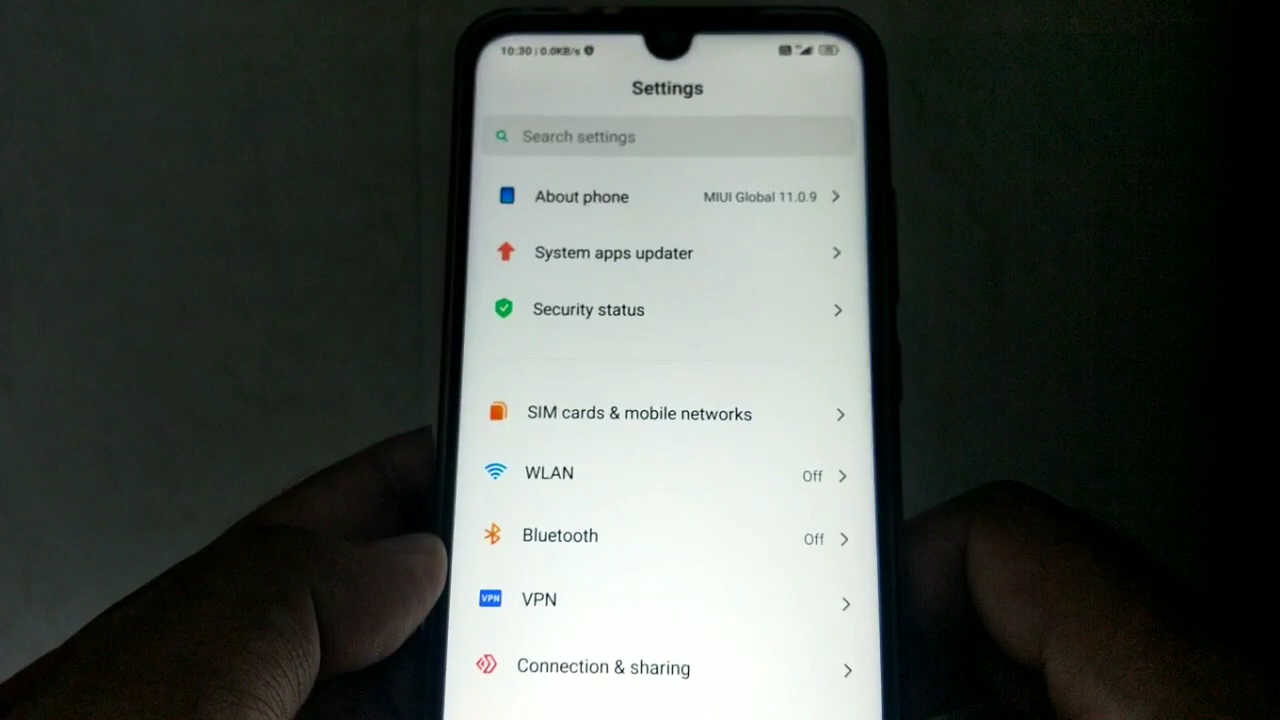 10:30 | 0.0KB/s
Settings
Search settings
About phone MIUI Global 11.0.9
System apps updater
Security status
SIM cards & mobile networks
WLAN Off
Bluetooth Off
VPN VPN
Connection & sharing